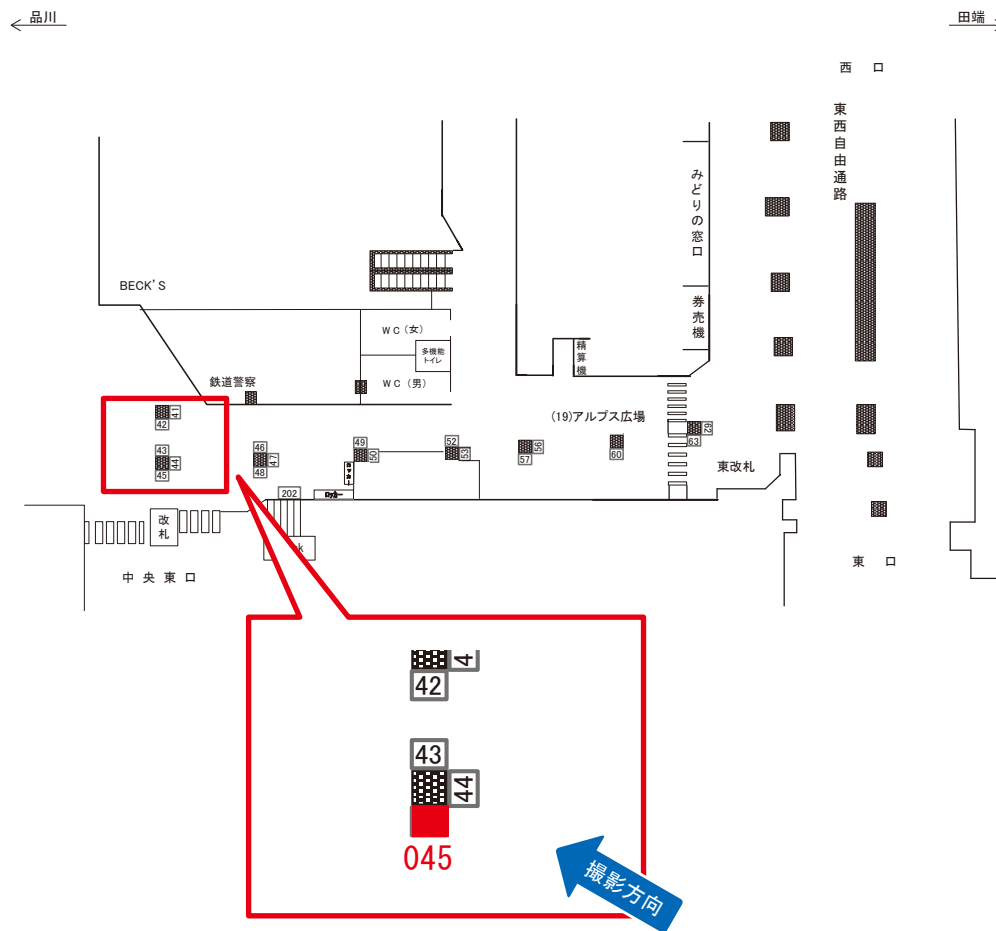 品川
田端
西 口
東西自由通路
みどりの窓口
BECK'S
券売機
WC(女)
多機能
トイレ
精算機
鉄道警察
WC(男)
(19)アルプス広場
41
42
43
44
45
46
47
48
49
50
52
53
56
57
60
62
63
東改札
ロッカー
202
改札
k
中央東口
東 口
4
42
43
44
045
撮影方向